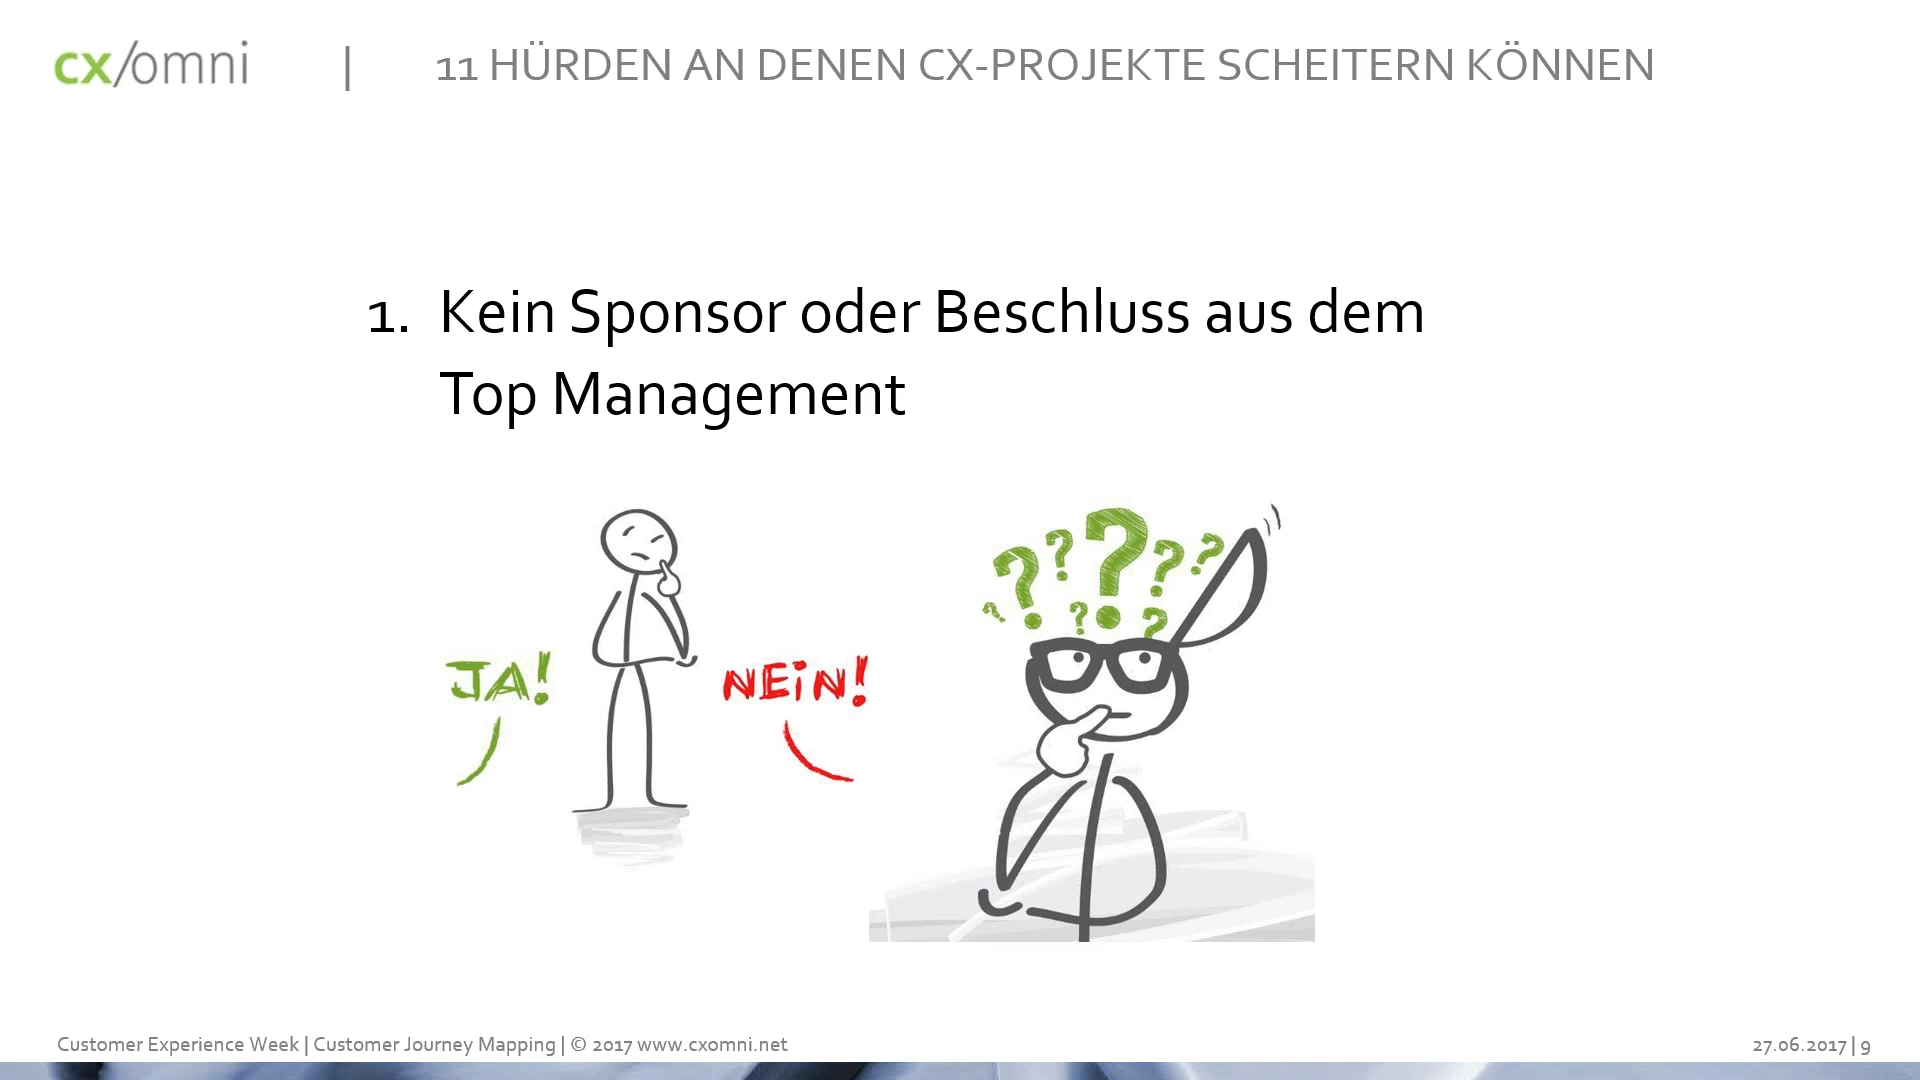 cx/omni | 11 HÜRDEN AN DENEN CX-PROJEKTE SCHEITERN KÖNNEN
1. Kein Sponsor oder Beschluss aus dem
Top Management
? ? ? ? ?
? ? ?
JA! NEiN!
Customer Experience Week | Customer Journey Mapping | © 2017 www.cxomni.net 27.06.2017 | 9